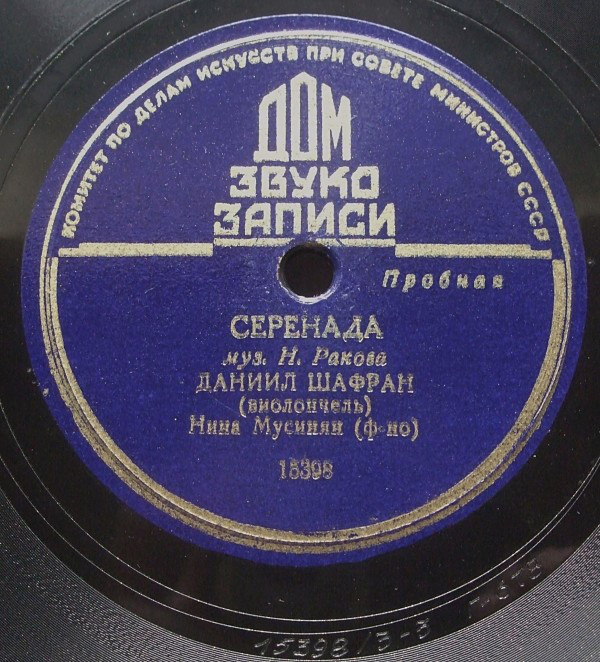 КОМИТЕТ ПО ДЕЛАМ ИСКУССТВ ПРИ СОВЕТЕ МИНИСТРОВ СССР
ДОМ
ЗВУКО
ЗАПИСИ
Пробная
СЕРЕНАДА
муз. Н. Ракова
ДАНИИЛ ШАФРАН
(виолончель)
Нина Мусинян (ф-но)
15398
15398/3-3